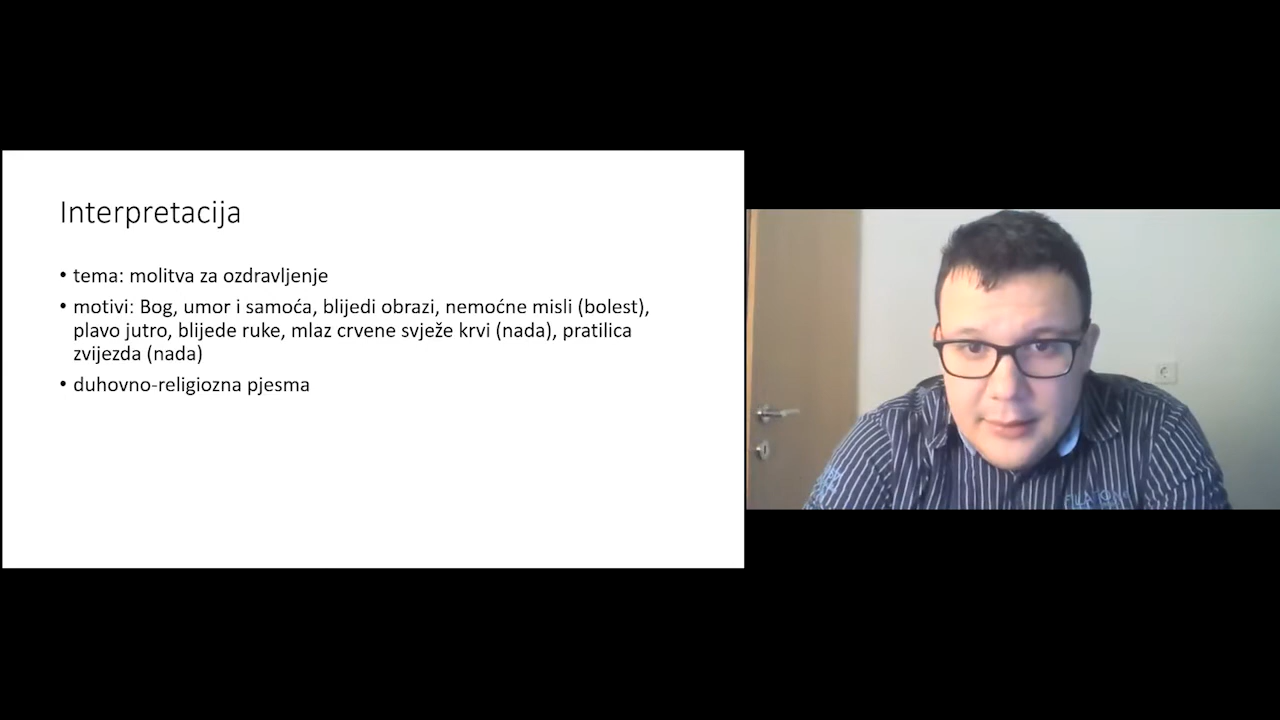 Interpretacija
• tema: molitva za ozdravljenje
• motivi: Bog, umor i samoća, blijedi obrazi, nemoćne misli (bolest),
plavo jutro, blijede ruke, mlaz crvene svježe krvi (nada), pratilica
zvijezda (nada)
• duhovno-religiozna pjesma